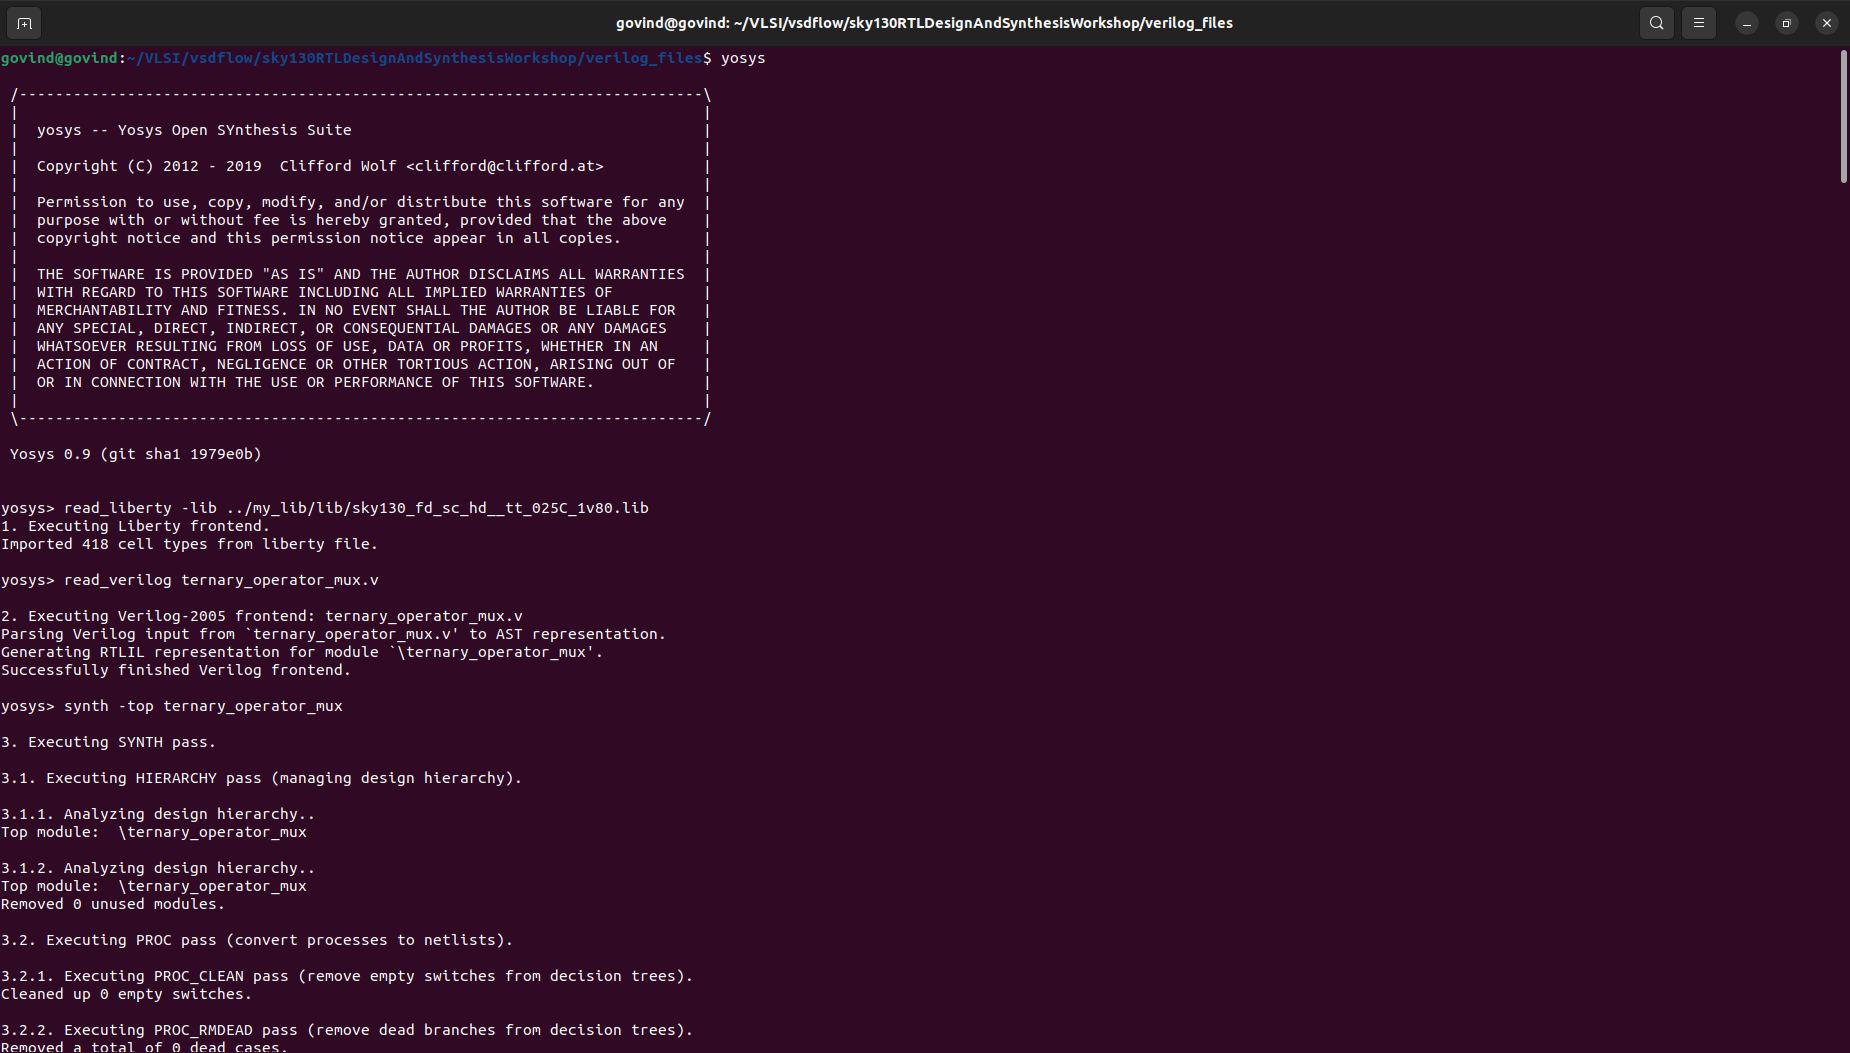 govind@govind: ~/VLSI/vsdflow/sky130RTLDesignAndSynthesisWorkshop/verilog_files
govind@govind:~/VLSI/vsdflow/sky130RTLDesignAndSynthesisWorkshop/verilog_files$ yosys
/----------------------------------------------------------------------------\
|                                                                            |
|  yosys -- Yosys Open SYnthesis Suite                                       |
|                                                                            |
|  Copyright (C) 2012 - 2019  Clifford Wolf <clifford@clifford.at>           |
|                                                                            |
|  Permission to use, copy, modify, and/or distribute this software for any  |
|  purpose with or without fee is hereby granted, provided that the above    |
|  copyright notice and this permission notice appear in all copies.         |
|                                                                            |
|  THE SOFTWARE IS PROVIDED "AS IS" AND THE AUTHOR DISCLAIMS ALL WARRANTIES  |
|  WITH REGARD TO THIS SOFTWARE INCLUDING ALL IMPLIED WARRANTIES OF          |
|  MERCHANTABILITY AND FITNESS. IN NO EVENT SHALL THE AUTHOR BE LIABLE FOR   |
|  ANY SPECIAL, DIRECT, INDIRECT, OR CONSEQUENTIAL DAMAGES OR ANY DAMAGES    |
|  WHATSOEVER RESULTING FROM LOSS OF USE, DATA OR PROFITS, WHETHER IN AN     |
|  ACTION OF CONTRACT, NEGLIGENCE OR OTHER TORTIOUS ACTION, ARISING OUT OF   |
|  OR IN CONNECTION WITH THE USE OR PERFORMANCE OF THIS SOFTWARE.            |
|                                                                            |
\----------------------------------------------------------------------------/
Yosys 0.9 (git sha1 1979e0b)
yosys> read_liberty -lib ../my_lib/lib/sky130_fd_sc_hd__tt_025C_1v80.lib
1. Executing Liberty frontend.
Imported 418 cell types from liberty file.
yosys> read_verilog ternary_operator_mux.v
2. Executing Verilog-2005 frontend: ternary_operator_mux.v
Parsing Verilog input from `ternary_operator_mux.v' to AST representation.
Generating RTLIL representation for module `\ternary_operator_mux'.
Successfully finished Verilog frontend.
yosys> synth -top ternary_operator_mux
3. Executing SYNTH pass.
3.1. Executing HIERARCHY pass (managing design hierarchy).
3.1.1. Analyzing design hierarchy..
Top module:  \ternary_operator_mux
3.1.2. Analyzing design hierarchy..
Top module:  \ternary_operator_mux
Removed 0 unused modules.
3.2. Executing PROC pass (convert processes to netlists).
3.2.1. Executing PROC_CLEAN pass (remove empty switches from decision trees).
Cleaned up 0 empty switches.
3.2.2. Executing PROC_RMDEAD pass (remove dead branches from decision trees).
Removed a total of 0 dead cases.